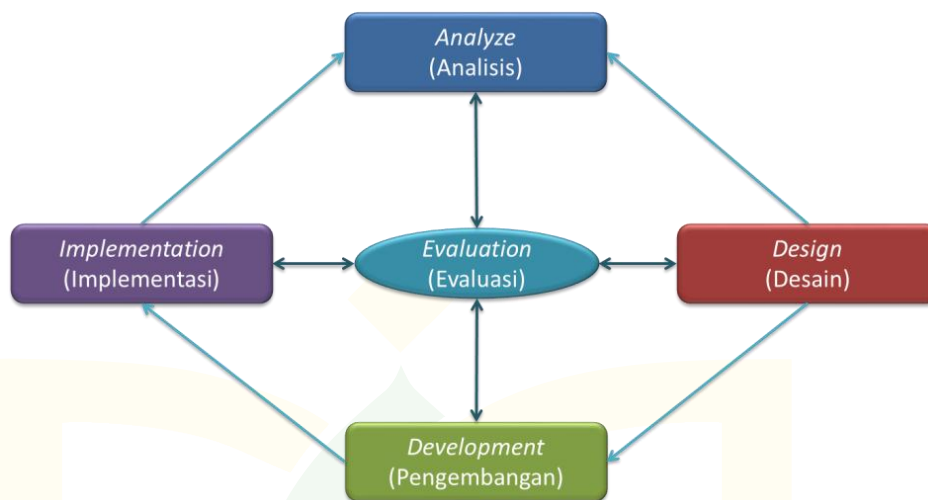 Analyze
(Analisis)
Implementation
(Implementasi)
Evaluation
(Evaluasi)
Design
(Desain)
Development
(Pengembangan)